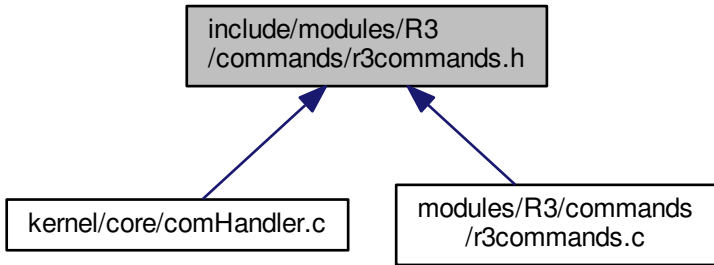 include/modules/R3
/commands/r3commands.h
kernel/core/comHandler.c
modules/R3/commands
/r3commands.c